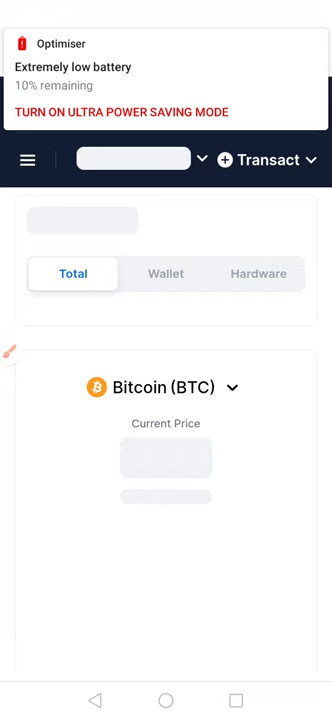 Optimiser
Extremely low battery
10% remaining
TURN ON ULTRA POWER SAVING MODE
Transact
Total Wallet Hardware
Bitcoin (BTC)
Current Price